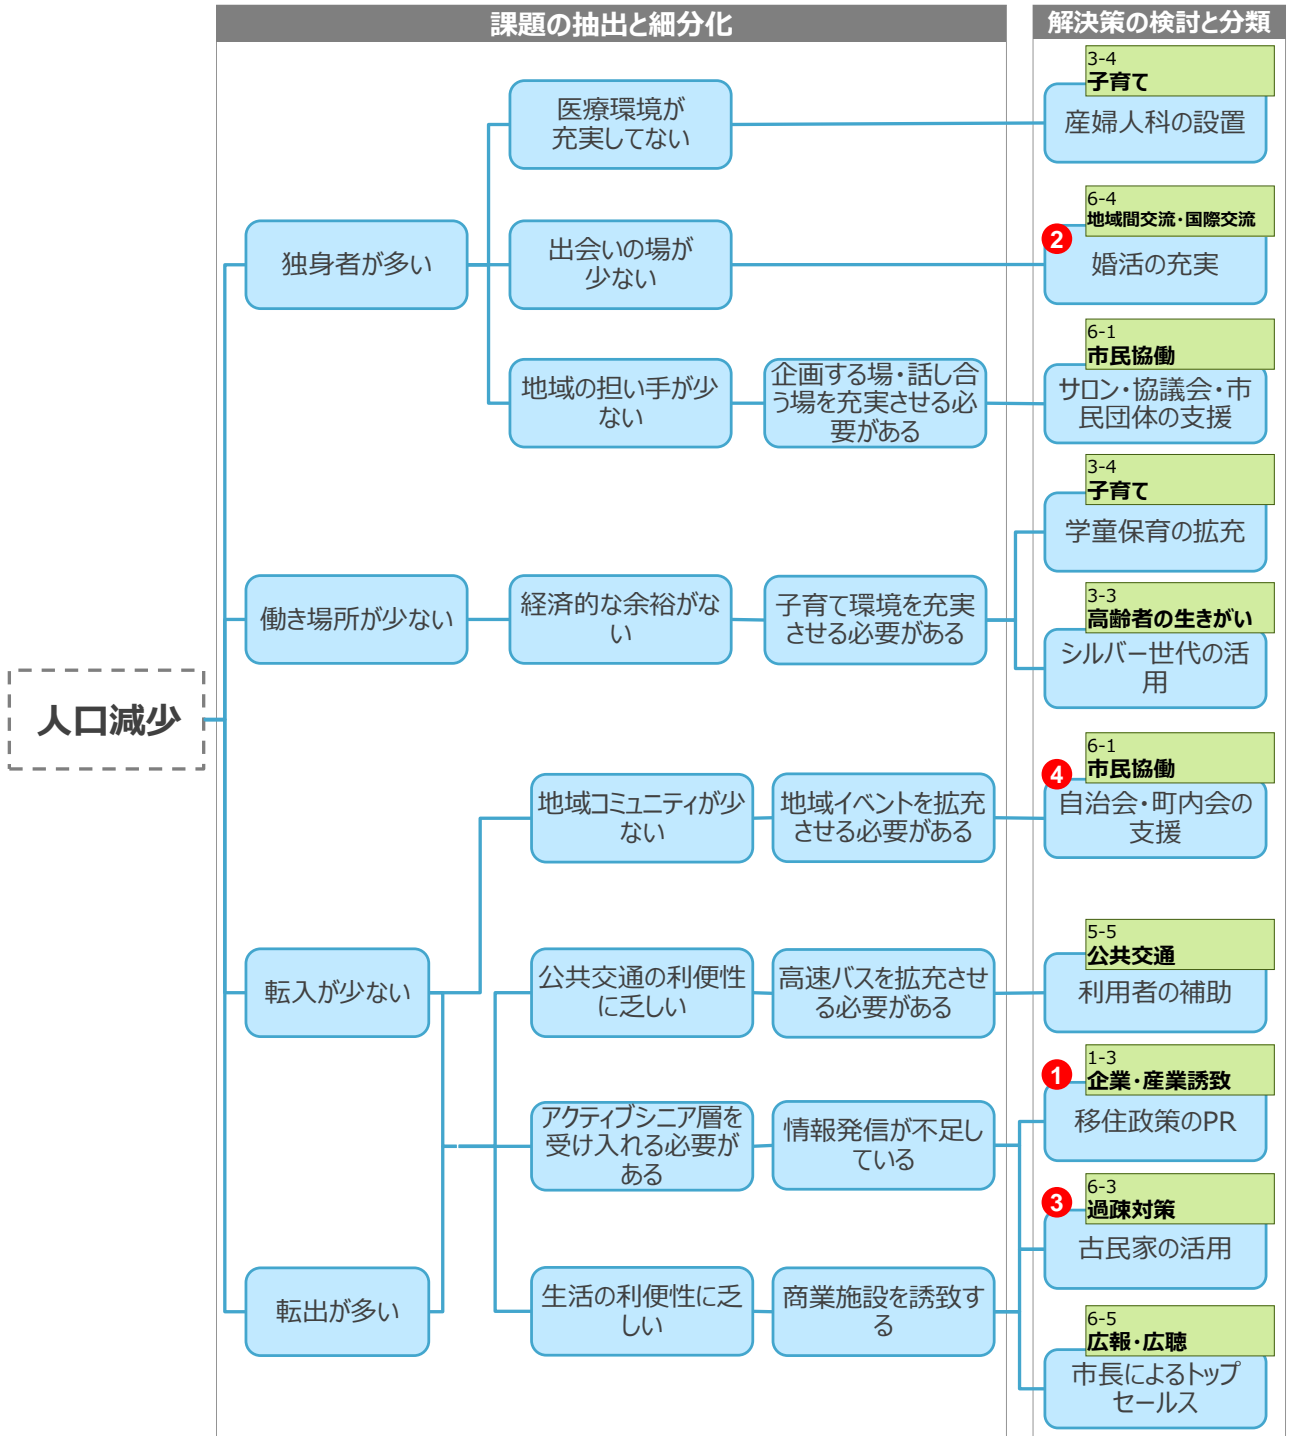 課題の抽出と細分化
解決策の検討と分類
人口減少
独身者が多い
医療環境が
充実してない
3-4
子育て
産婦人科の設置
出会いの場が
少ない
6-4
地域間交流・国際交流
2
婚活の充実
地域の担い手が少
ない
企画する場・話し合
う場を充実させる必
要がある
6-1
市民協働
サロン・協議会・市
民団体の支援
働き場所が少ない
経済的な余裕がな
い
子育て環境を充実
させる必要がある
3-4
子育て
学童保育の拡充
3-3
高齢者の生きがい
シルバー世代の活
用
転入が少ない
地域コミュニティが少
ない
地域イベントを拡充
させる必要がある
6-1
市民協働
4
自治会・町内会の
支援
公共交通の利便性
に乏しい
高速バスを拡充させ
る必要がある
5-5
公共交通
利用者の補助
アクティブシニア層を
受け入れる必要が
ある
情報発信が不足し
ている
1-3
企業・産業誘致
1
移住政策のPR
6-3
過疎対策
3
古民家の活用
転出が多い
生活の利便性に乏
しい
商業施設を誘致す
る
6-5
広報・広聴
市長によるトップ
セールス